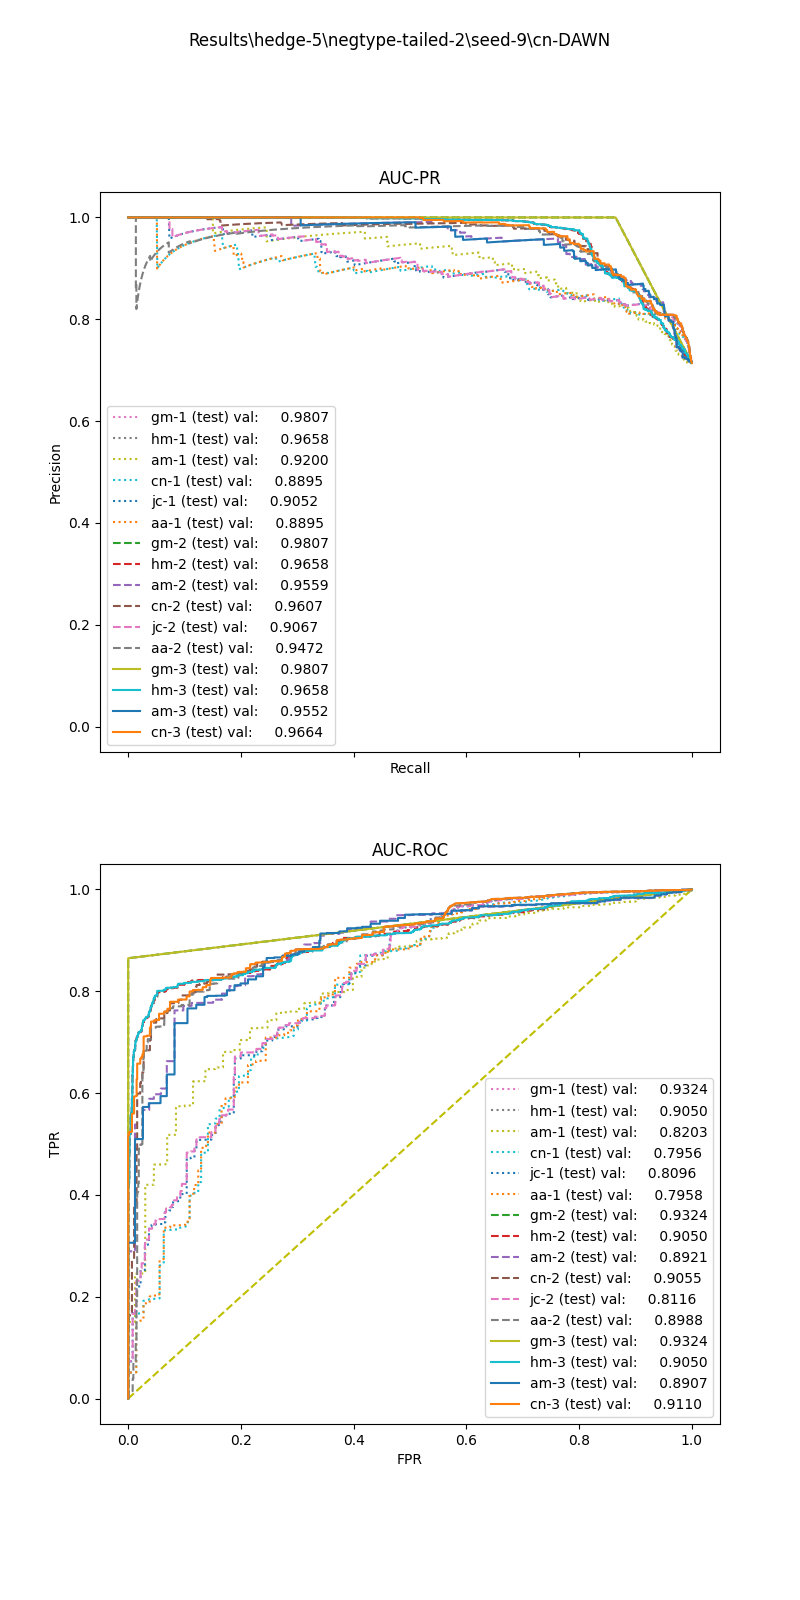 Results\hedge-5\negtype-tailed-2\seed-9\cn-DAWN
AUC-PR
1.0
0.8
0.6
0.4
0.2
0.0
Precision
gm-1 (test) val: 0.9807
hm-1 (test) val: 0.9658
am-1 (test) val: 0.9200
cn-1 (test) val: 0.8895
jc-1 (test) val: 0.9052
aa-1 (test) val: 0.8895
gm-2 (test) val: 0.9807
hm-2 (test) val: 0.9658
am-2 (test) val: 0.9559
cn-2 (test) val: 0.9607
jc-2 (test) val: 0.9067
aa-2 (test) val: 0.9472
gm-3 (test) val: 0.9807
hm-3 (test) val: 0.9658
am-3 (test) val: 0.9552
cn-3 (test) val: 0.9664
Recall
AUC-ROC
1.0
0.8
0.6
0.4
0.2
0.0
TPR
gm-1 (test) val: 0.9324
hm-1 (test) val: 0.9050
am-1 (test) val: 0.8203
cn-1 (test) val: 0.7956
jc-1 (test) val: 0.8096
aa-1 (test) val: 0.7958
gm-2 (test) val: 0.9324
hm-2 (test) val: 0.9050
am-2 (test) val: 0.8921
cn-2 (test) val: 0.9055
jc-2 (test) val: 0.8116
aa-2 (test) val: 0.8988
gm-3 (test) val: 0.9324
hm-3 (test) val: 0.9050
am-3 (test) val: 0.8907
cn-3 (test) val: 0.9110
0.0 0.2 0.4 0.6 0.8 1.0
FPR